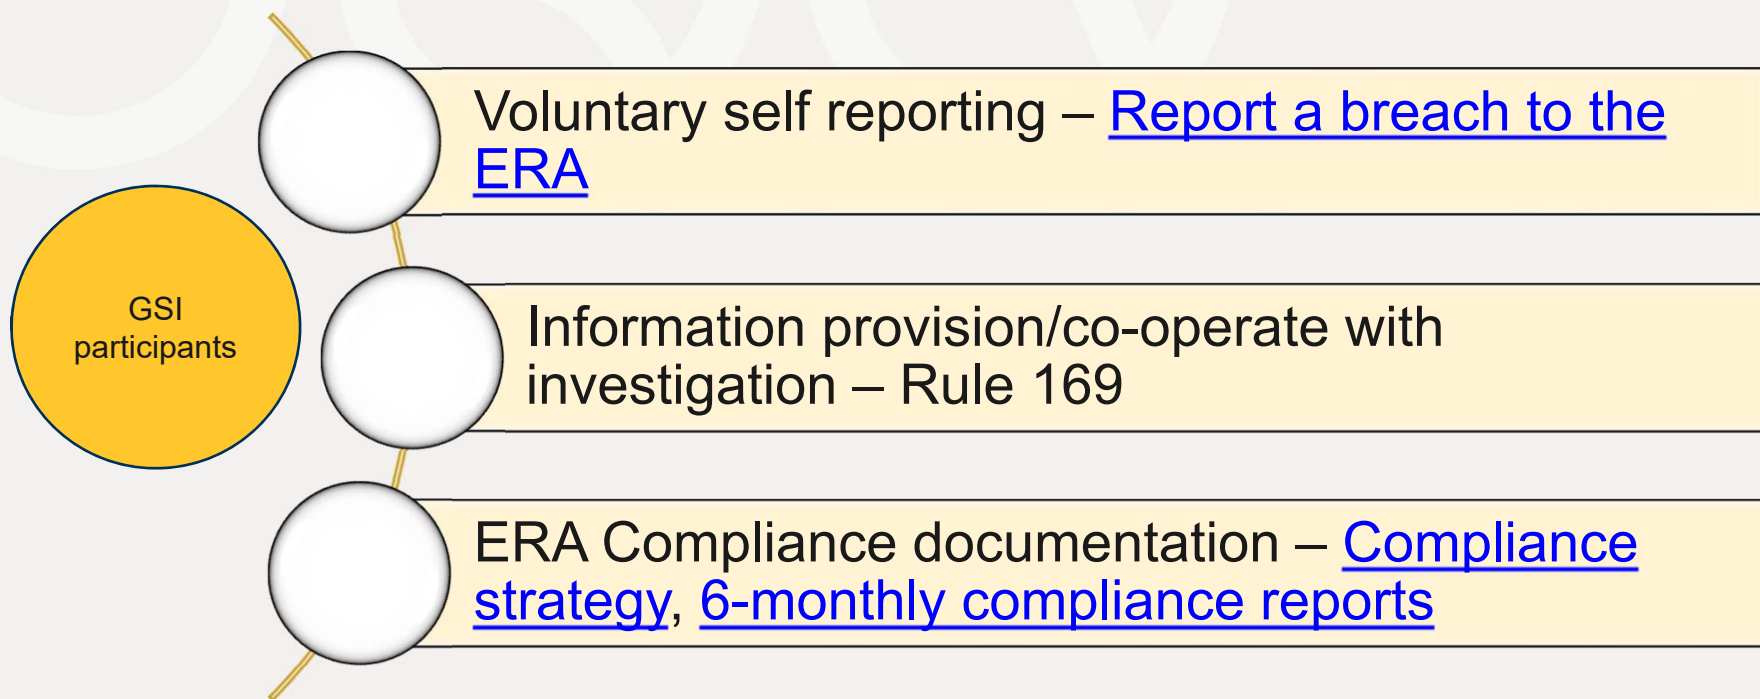 Voluntary self reporting – Report a breach to the
ERA
GSI
participants
Information provision/co-operate with
investigation – Rule 169
ERA Compliance documentation – Compliance
strategy, 6-monthly compliance reports